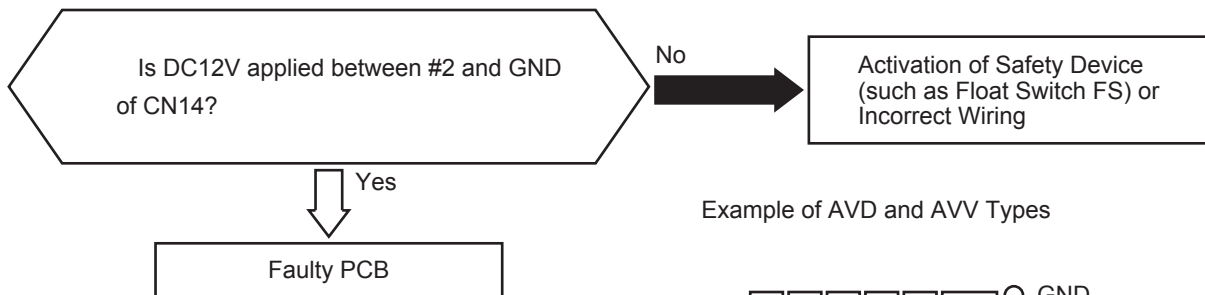 Is DC12V applied between #2 and GND
of CN14?
No
Activation of Safety Device
(such as Float Switch FS) or
Incorrect Wiring
Yes
Example of AVD and AVV Types
Faulty PCB
GND